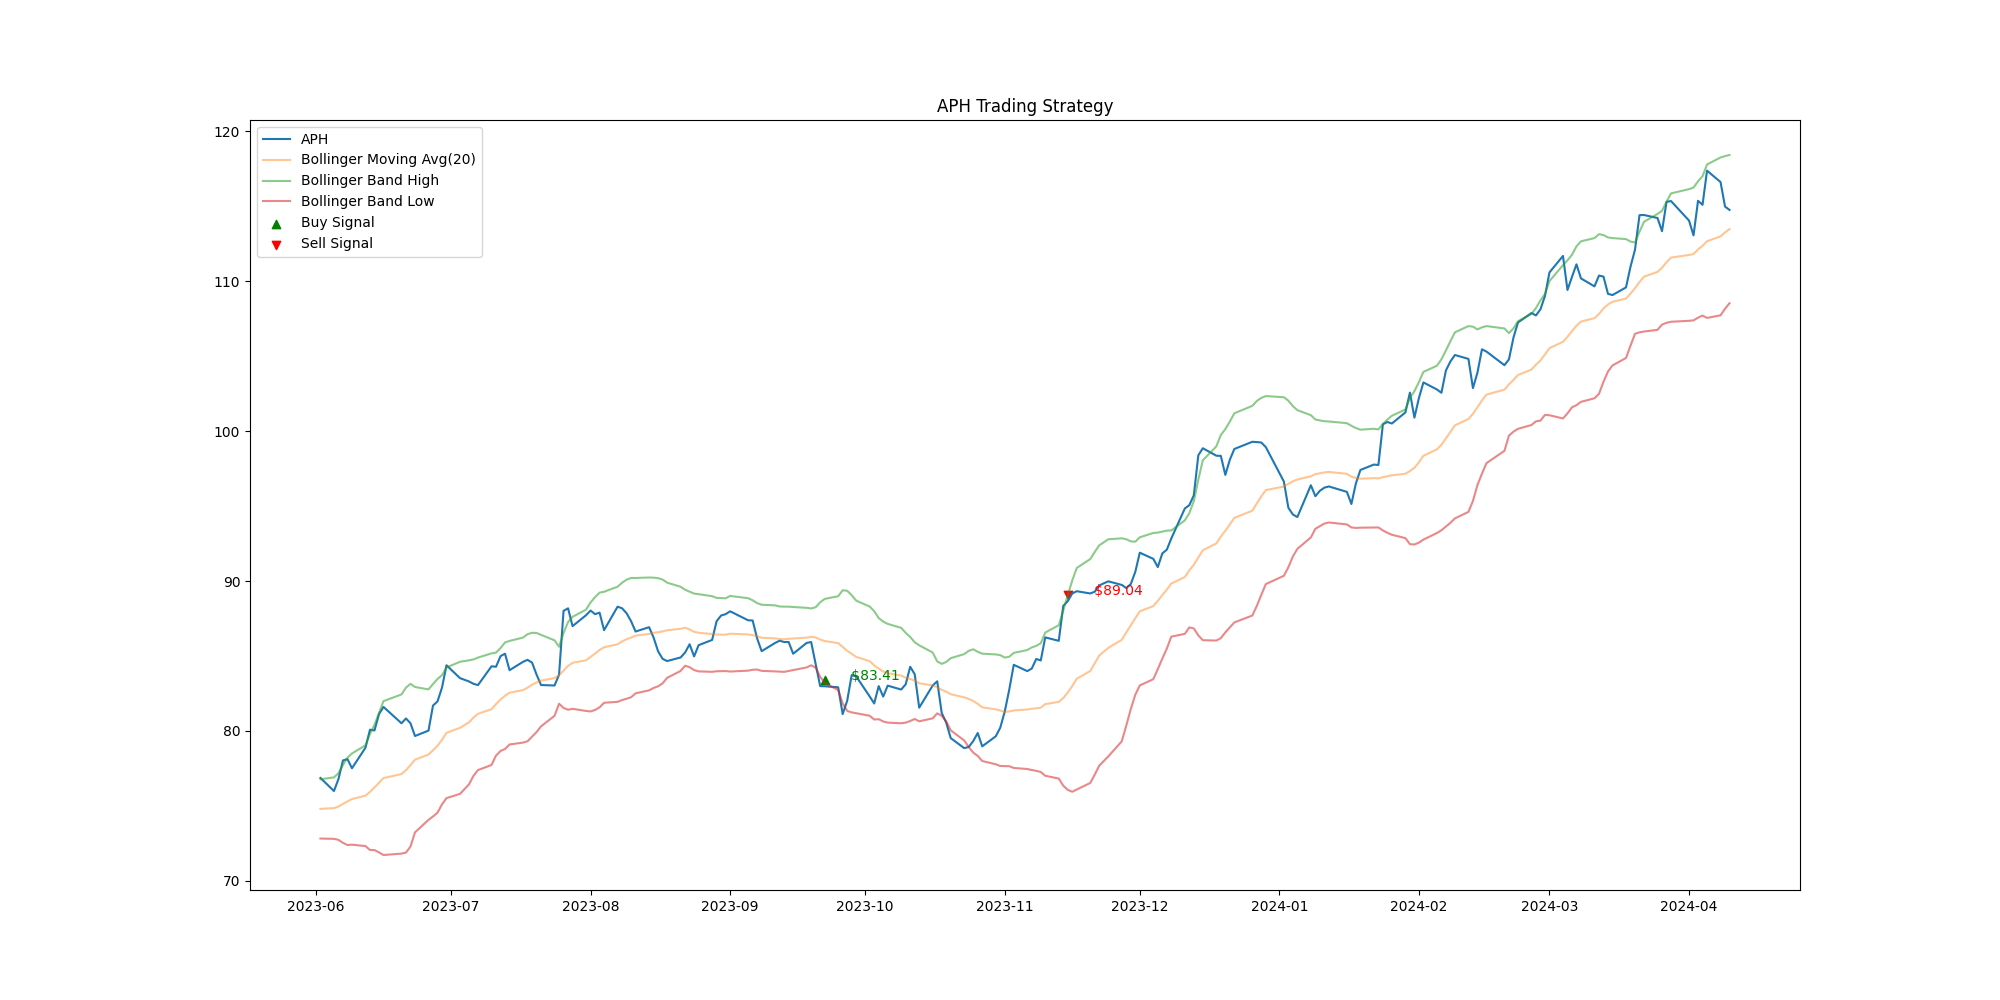 APH Trading Strategy
APH
Bollinger Moving Avg(20)
Bollinger Band High
Bollinger Band Low
Buy Signal
Sell Signal
120
110
100
90
80
70
$89.04
$83.41
2023-06
2023-07
2023-08
2023-09
2023-10
2023-11
2023-12
2024-01
2024-02
2024-03
2024-04